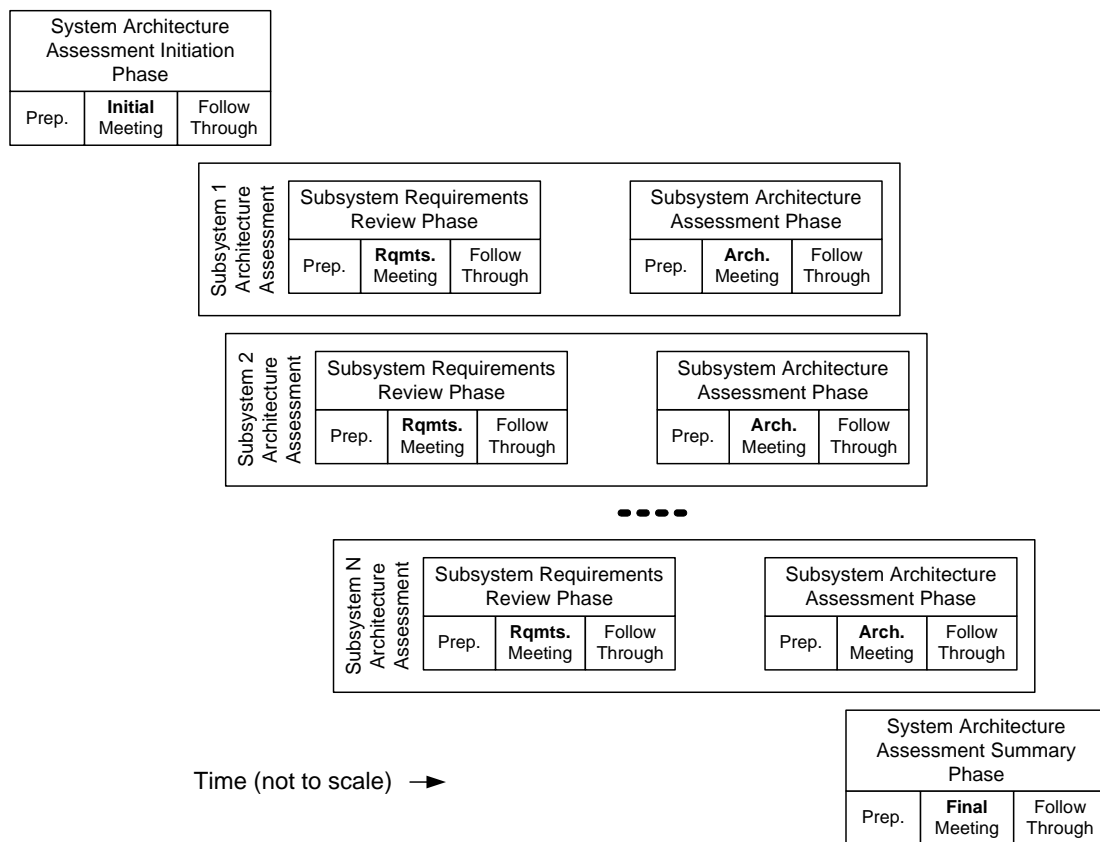 System Architecture
Assessment Initiation
Phase
Prep.
Initial
Meeting
Follow
Through
Subsystem 1
Architecture
Assessment
Subsystem Requirements
Review Phase
Prep.
Rqmts.
Meeting
Follow
Through
Subsystem Architecture
Assessment Phase
Prep.
Arch.
Meeting
Follow
Through
Subsystem 2
Architecture
Assessment
Subsystem Requirements
Review Phase
Prep.
Rqmts.
Meeting
Follow
Through
Subsystem Architecture
Assessment Phase
Prep.
Arch.
Meeting
Follow
Through
Subsystem N
Architecture
Assessment
Subsystem Requirements
Review Phase
Prep.
Rqmts.
Meeting
Follow
Through
Subsystem Architecture
Assessment Phase
Prep.
Arch.
Meeting
Follow
Through
Time (not to scale)
System Architecture
Assessment Summary
Phase
Prep.
Final
Meeting
Follow
Through